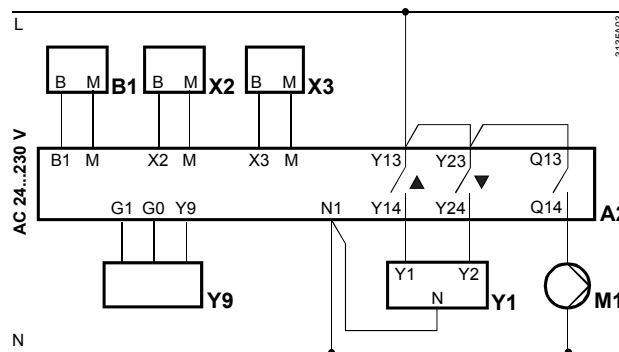 L
3135A03
B M B1 B M X2 B M X3
AC 24...230 V
B1 M X2 M X3 M Y13 Y23 Q13
G1 G0 Y9 N1 Y14 Y24 Q14 A2
Y9
Y1 Y2
N
Y1
M1
N